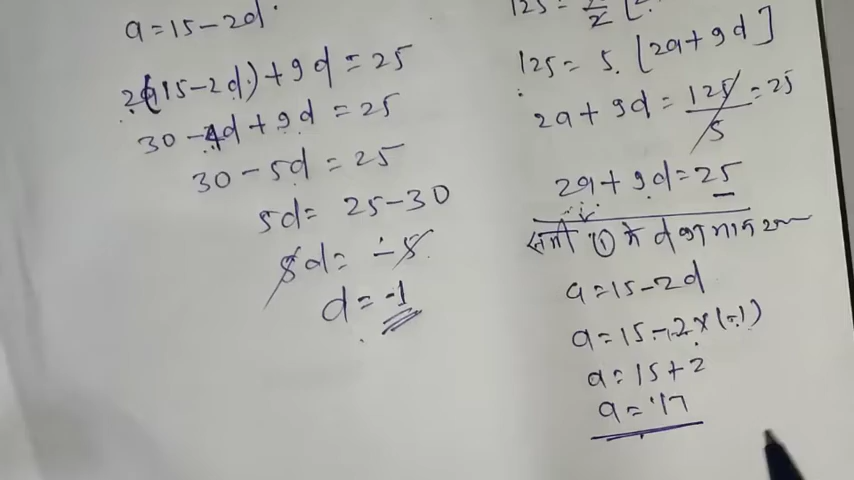 a = 15 - 2d
2(15-2d) + 9d = 25
30 - 4d + 9d = 25
30 - 5d = 25
5d = 25 - 30
5d = -5
d = -1
125 =
125 = 5. [2a + 9d]
2a + 9d = 125/5 = 25
2a + 9d = 25
① में d का मान
a = 15 - 2d
a = 15 - 2 × (-1)
a = 15 + 2
a = 17